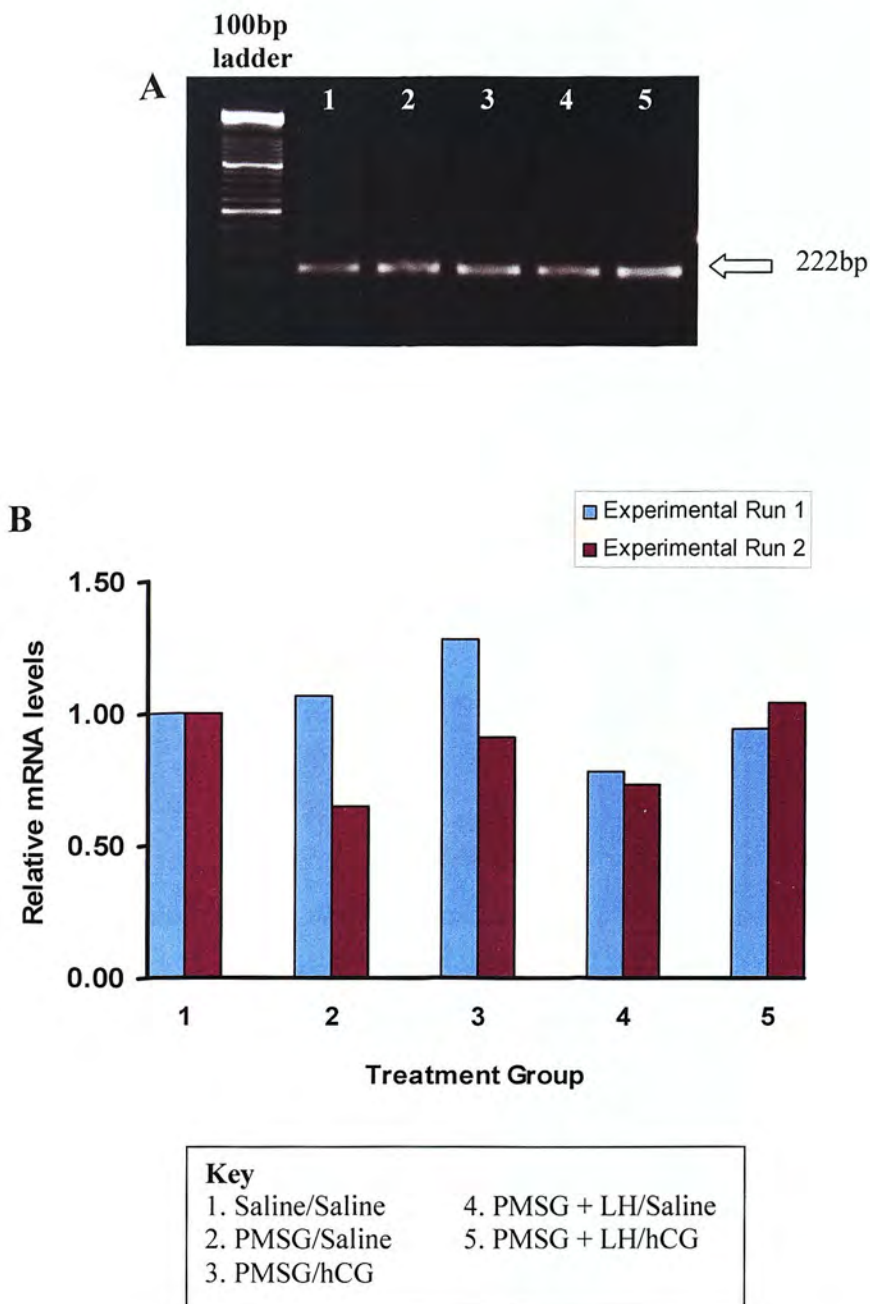 100bp
ladder
A
1 2 3 4 5
222bp
B
Experimental Run 1
Experimental Run 2
1.50
1.00
0.50
0.00
Relative mRNA levels
1 2 3 4 5
Treatment Group
Key
1. Saline/Saline
2. PMSG/Saline
3. PMSG/hCG
4. PMSG + LH/Saline
5. PMSG + LH/hCG